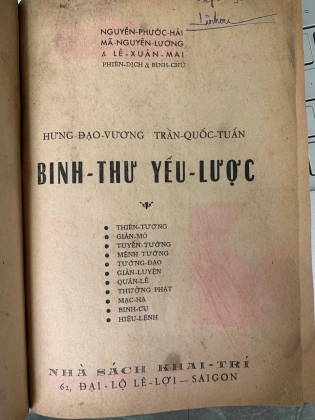 NGUYỄN-PHƯỚC-HẢI
MÃ-NGUYÊN-LƯƠNG
& LÊ-XUÂN-MAI
PHIÊN-DỊCH & BÌNH-CHÚ
HƯNG-ĐẠO-VƯƠNG TRẦN-QUỐC-TUẤN
BINH-THƯ YẾU-LƯỢC
THIÊN-TƯỢNG
GIẢN-MỘ
TUYỂN-TƯỚNG
MỆNH TƯỚNG
TƯỚNG-ĐẠO
GIẢN-LUYỆN
QUÂN-LỄ
THƯỞNG PHẠT
MẠC-HẠ
BINH-CỤ
HIỆU-LỆNH
NHÀ SÁCH KHAI-TRÍ
62, ĐẠI-LỘ LÊ-LỢI — SAIGON